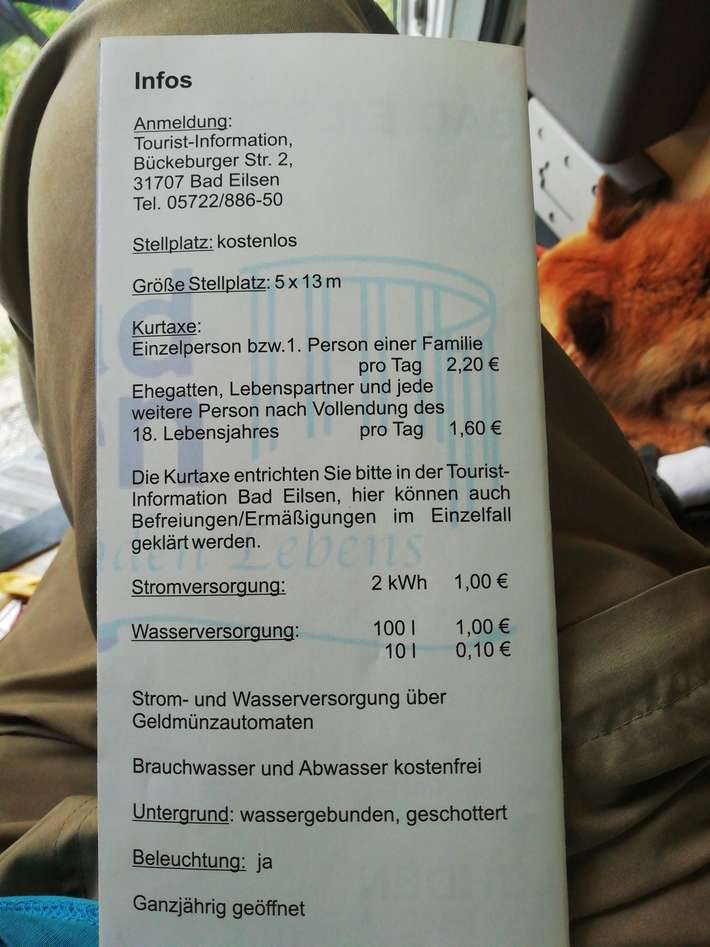 Infos
Anmeldung:
Tourist-Information,
Bückeburger Str. 2,
31707 Bad Eilsen
Tel. 05722/886-50
Stellplatz: kostenlos
Größe Stellplatz: 5 x 13 m
Kurtaxe:
Einzelperson bzw.1. Person einer Familie
pro Tag 2,20 €
Ehegatten, Lebenspartner und jede
weitere Person nach Vollendung des
18. Lebensjahres pro Tag 1,60 €
Die Kurtaxe entrichten Sie bitte in der Tourist-
Information Bad Eilsen, hier können auch
Befreiungen/Ermäßigungen im Einzelfall
geklärt werden.
Stromversorgung: 2 kWh 1,00 €
Wasserversorgung: 100 l 1,00 €
10 l 0,10 €
Strom- und Wasserversorgung über
Geldmünzautomaten
Brauchwasser und Abwasser kostenfrei
Untergrund: wassergebunden, geschottert
Beleuchtung: ja
Ganzjährig geöffnet